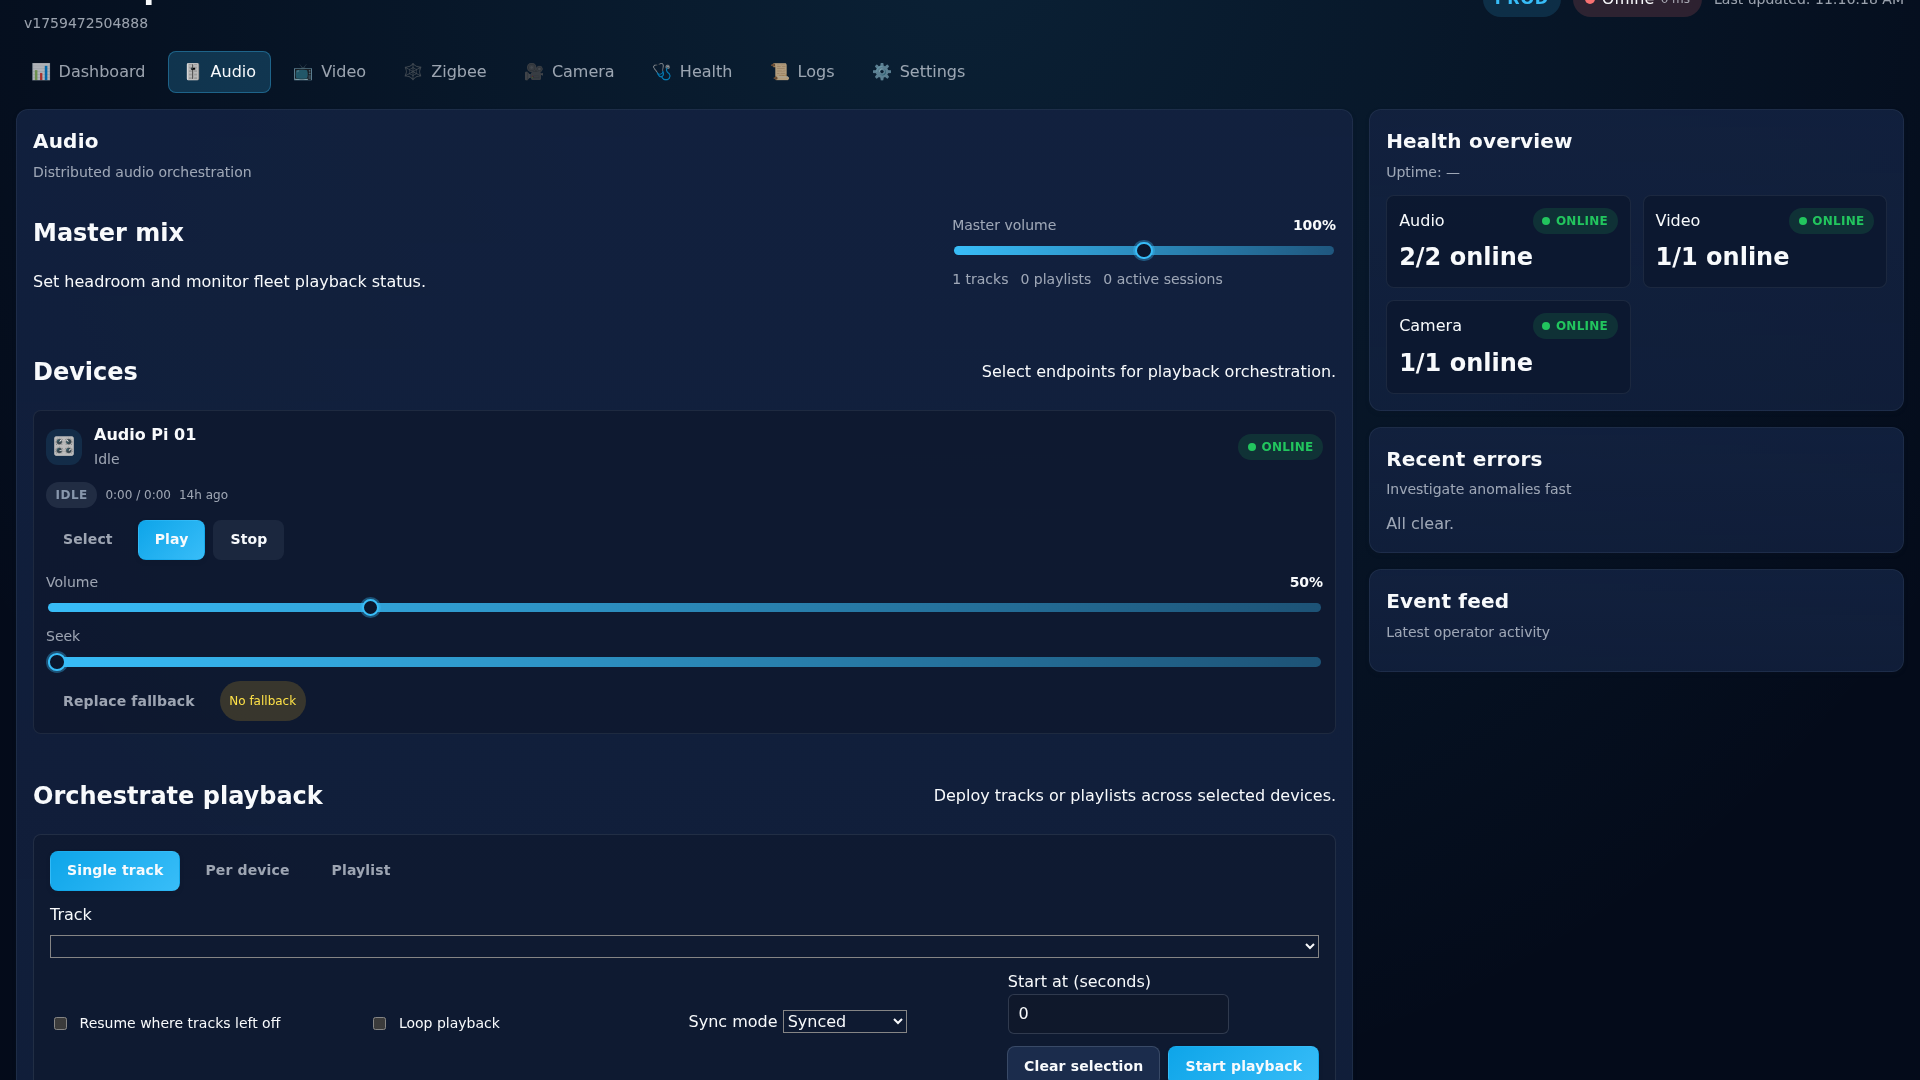 PROD Offline 0 ms Last updated: 11:16:18 AM
v1759472504888
Dashboard Audio Video Zigbee Camera Health Logs Settings
Audio
Distributed audio orchestration
Master mix
Set headroom and monitor fleet playback status.
Master volume 100%
1 tracks 0 playlists 0 active sessions
Devices
Select endpoints for playback orchestration.
Audio Pi 01
Idle
ONLINE
IDLE 0:00 / 0:00 14h ago
Select Play Stop
Volume 50%
Seek
Replace fallback No fallback
Orchestrate playback
Deploy tracks or playlists across selected devices.
Single track Per device Playlist
Track
Resume where tracks left off
Loop playback
Sync mode Synced
Start at (seconds)
0
Clear selection Start playback
Health overview
Uptime: —
Audio ONLINE
2/2 online
Video ONLINE
1/1 online
Camera ONLINE
1/1 online
Recent errors
Investigate anomalies fast
All clear.
Event feed
Latest operator activity